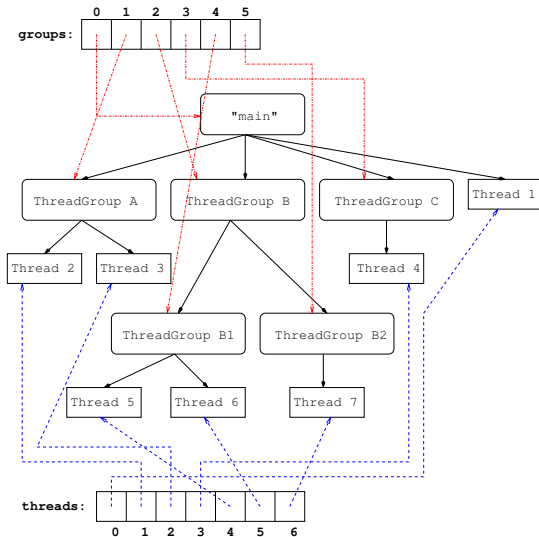 0 1 2 3 4 5
groups:
"main"
ThreadGroup A
ThreadGroup B
ThreadGroup C
Thread 1
Thread 2
Thread 3
Thread 4
ThreadGroup B1
ThreadGroup B2
Thread 5
Thread 6
Thread 7
threads:
0 1 2 3 4 5 6